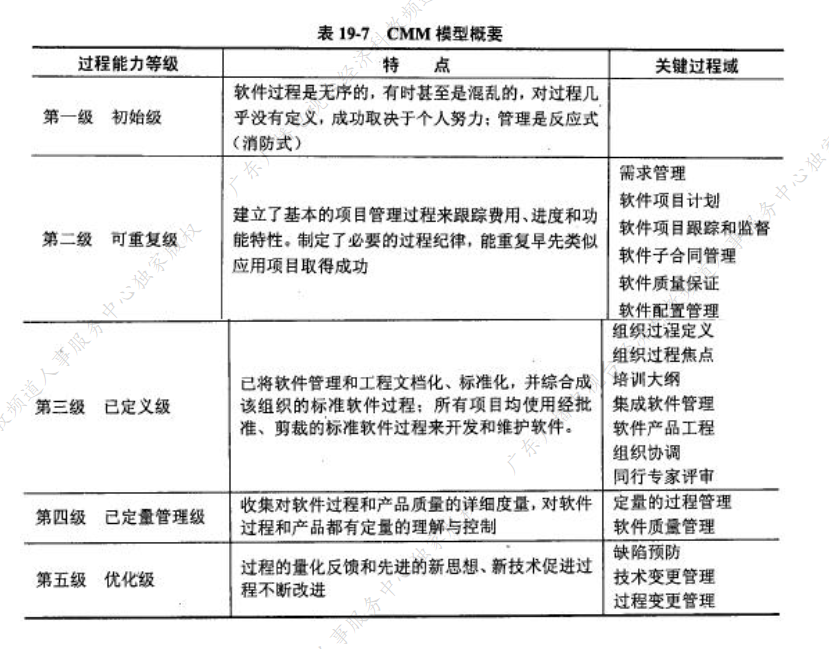 表 19-7 CMM 模型概要
过程能力等级 特 点 关键过程域
第一级 初始级
软件过程是无序的，有时甚至是混乱的，对过程几
乎没有定义，成功取决于个人努力；管理是反应式
（消防式）
第二级 可重复级
建立了基本的项目管理过程来跟踪费用、进度和功
能特性。制定了必要的过程纪律，能重复早先类似
应用项目取得成功
需求管理
软件项目计划
软件项目跟踪和监督
软件子合同管理
软件质量保证
软件配置管理
第三级 已定义级
已将软件管理和工程文档化、标准化，并综合成
该组织的标准软件过程；所有项目均使用经批
准、剪裁的标准软件过程来开发和维护软件。
组织过程定义
组织过程焦点
培训大纲
集成软件管理
软件产品工程
组织协调
同行专家评审
第四级 已定量管理级
收集对软件过程和产品质量的详细度量，对软件
过程和产品都有定量的理解与控制
定量的过程管理
软件质量管理
第五级 优化级
过程的量化反馈和先进的新思想、新技术促进过
程不断改进
缺陷预防
技术变更管理
过程变更管理